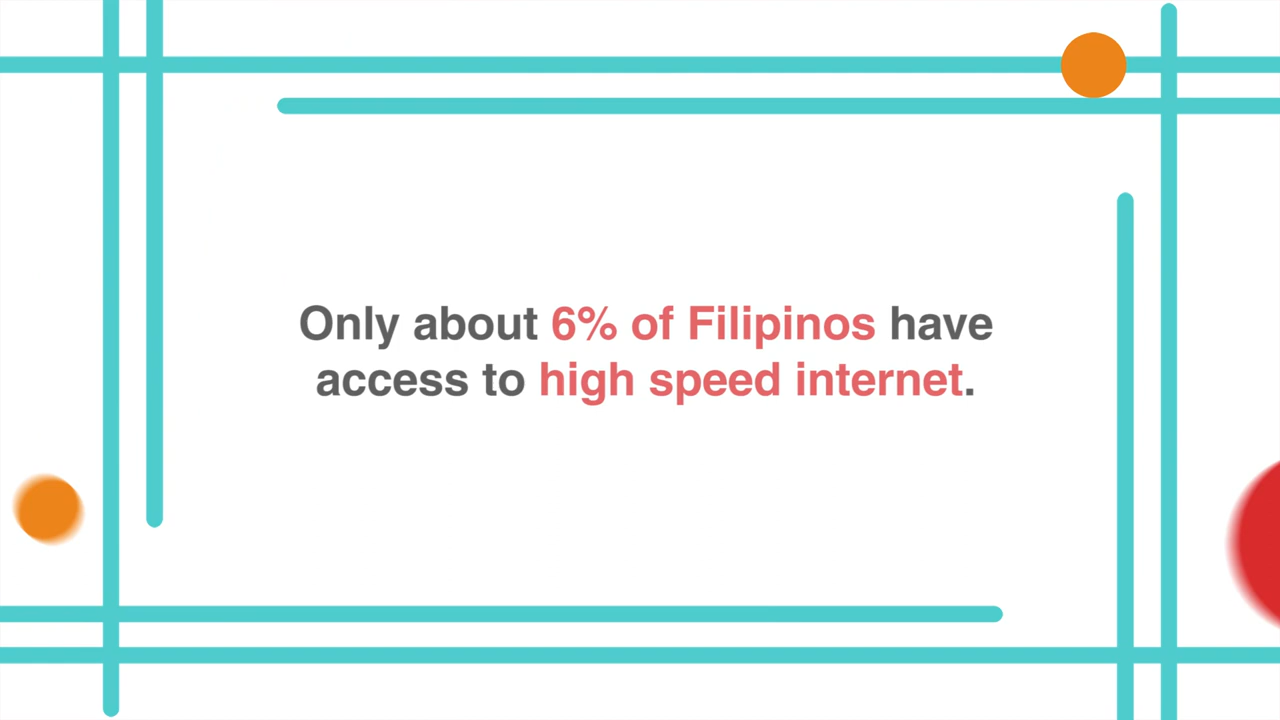 Only about 6% of Filipinos have
access to high speed internet.